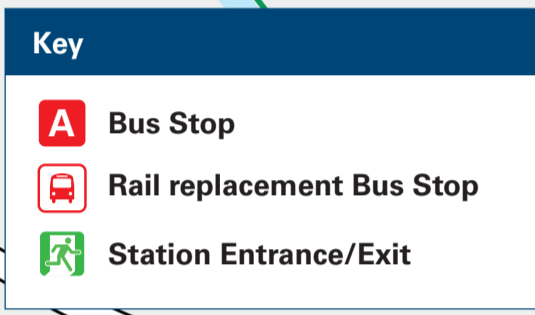 Key
A Bus Stop
Rail replacement Bus Stop
Station Entrance/Exit